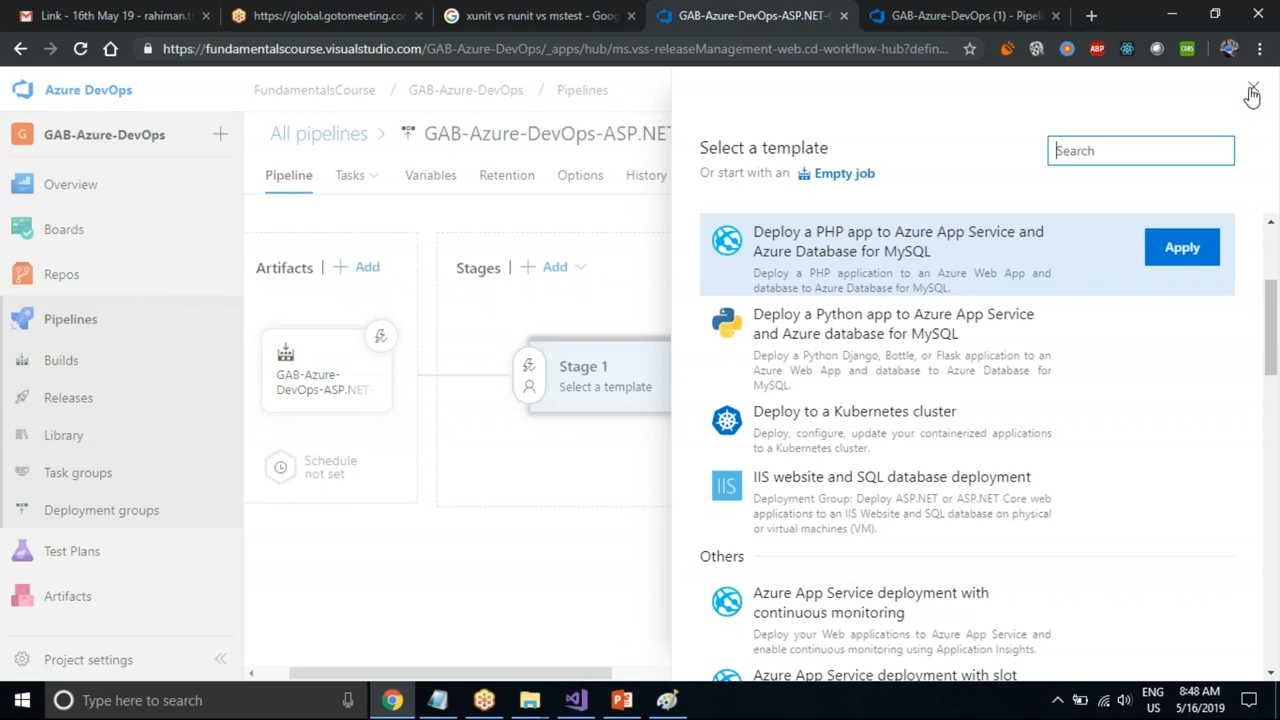 Link - 16th May 19 - rahiman.t
https://global.gotomeeting.co
xunit vs nunit vs mstest - Goog
GAB-Azure-DevOps-ASP.NET-
GAB-Azure-DevOps (1) - Pipel
https://fundamentalscourse.visualstudio.com/GAB-Azure-DevOps/_apps/hub/ms.vss-releaseManagement-web.cd-workflow-hub?defin...
ABP
CORS
Azure DevOps
FundamentalsCourse / GAB-Azure-DevOps / Pipelines
G
GAB-Azure-DevOps
All pipelines > GAB-Azure-DevOps-ASP.NET
Pipeline
Tasks
Variables
Retention
Options
History
Overview
Boards
Repos
Pipelines
Builds
Releases
Library
Task groups
Deployment groups
Test Plans
Artifacts
Project settings
Artifacts | + Add
GAB-Azure-
DevOps-ASP.NET-
Schedule
not set
Stages | + Add
Stage 1
Select a template
Select a template
Or start with an Empty job
Search
Deploy a PHP app to Azure App Service and
Azure Database for MySQL
Deploy a PHP application to an Azure Web App and
database to Azure Database for MySQL.
Apply
Deploy a Python app to Azure App Service
and Azure database for MySQL
Deploy a Python Django, Bottle, or Flask application to an
Azure Web App and database to Azure Database for
MySQL.
Deploy to a Kubernetes cluster
Deploy, configure, update your containerized applications
to a Kubernetes cluster.
IIS
IIS website and SQL database deployment
Deployment Group: Deploy ASP.NET or ASP.NET Core web
applications to an IIS Website and SQL database on physical
or virtual machines (VM).
Others
Azure App Service deployment with
continuous monitoring
Deploy your Web applications to Azure App Service and
enable continuous monitoring using Application Insights.
Azure App Service deployment with slot
Type here to search
ENG
US
8:48 AM
5/16/2019